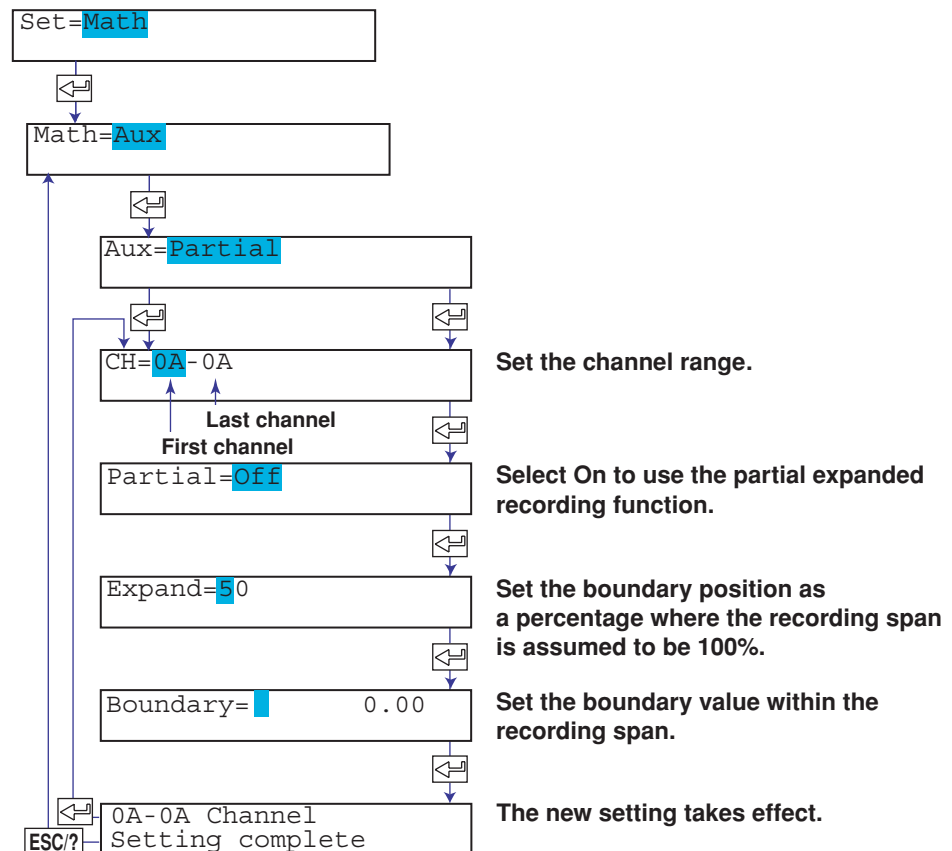 Set=Math
Math=Aux
Aux=Partial
CH=0A-0A
Set the channel range.
Last channel
First channel
Partial=Off
Select On to use the partial expanded
recording function.
Expand=50
Set the boundary position as
a percentage where the recording span
is assumed to be 100%.
Boundary= 0.00
Set the boundary value within the
recording span.
0A-0A Channel
Setting complete
The new setting takes effect.
ESC/?